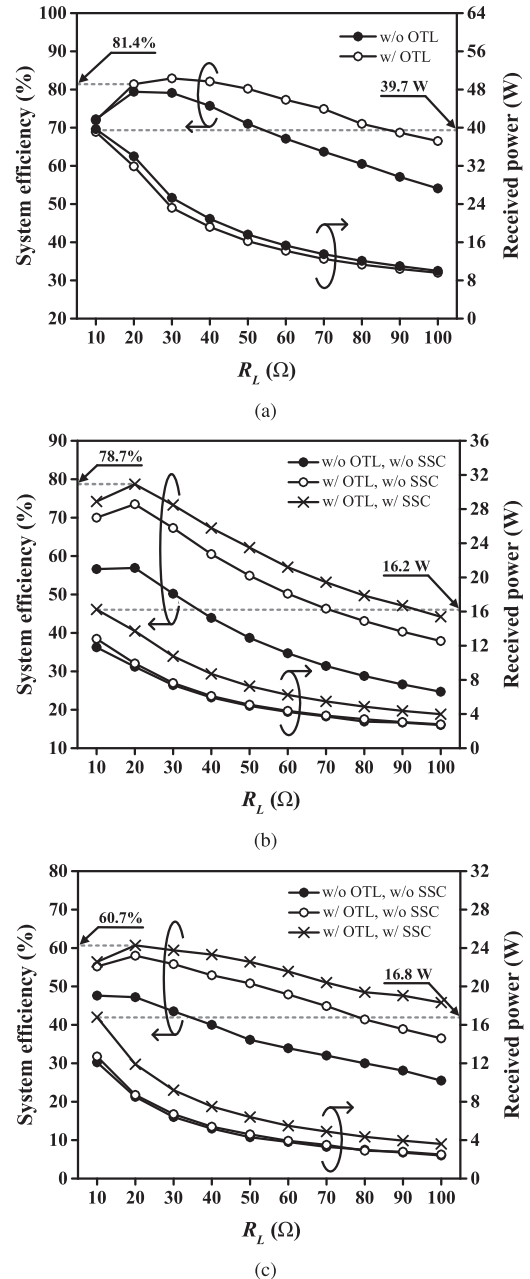 100
90
80
70
60
50
40
30
20
System efficiency (%)
81.4%
w/o OTL
w/ OTL
39.7 W
64
56
48
40
32
24
16
8
0
Received power (W)
10 20 30 40 50 60 70 80 90 100
R_L (Ω)
(a)
90
80
70
60
50
40
30
20
10
System efficiency (%)
78.7%
w/o OTL, w/o SSC
w/ OTL, w/o SSC
w/ OTL, w/ SSC
16.2 W
36
32
28
24
20
16
12
8
4
0
Received power (W)
10 20 30 40 50 60 70 80 90 100
R_L (Ω)
(b)
80
70
60
50
40
30
20
10
0
System efficiency (%)
60.7%
w/o OTL, w/o SSC
w/ OTL, w/o SSC
w/ OTL, w/ SSC
16.8 W
32
28
24
20
16
12
8
4
0
Received power (W)
10 20 30 40 50 60 70 80 90 100
R_L (Ω)
(c)